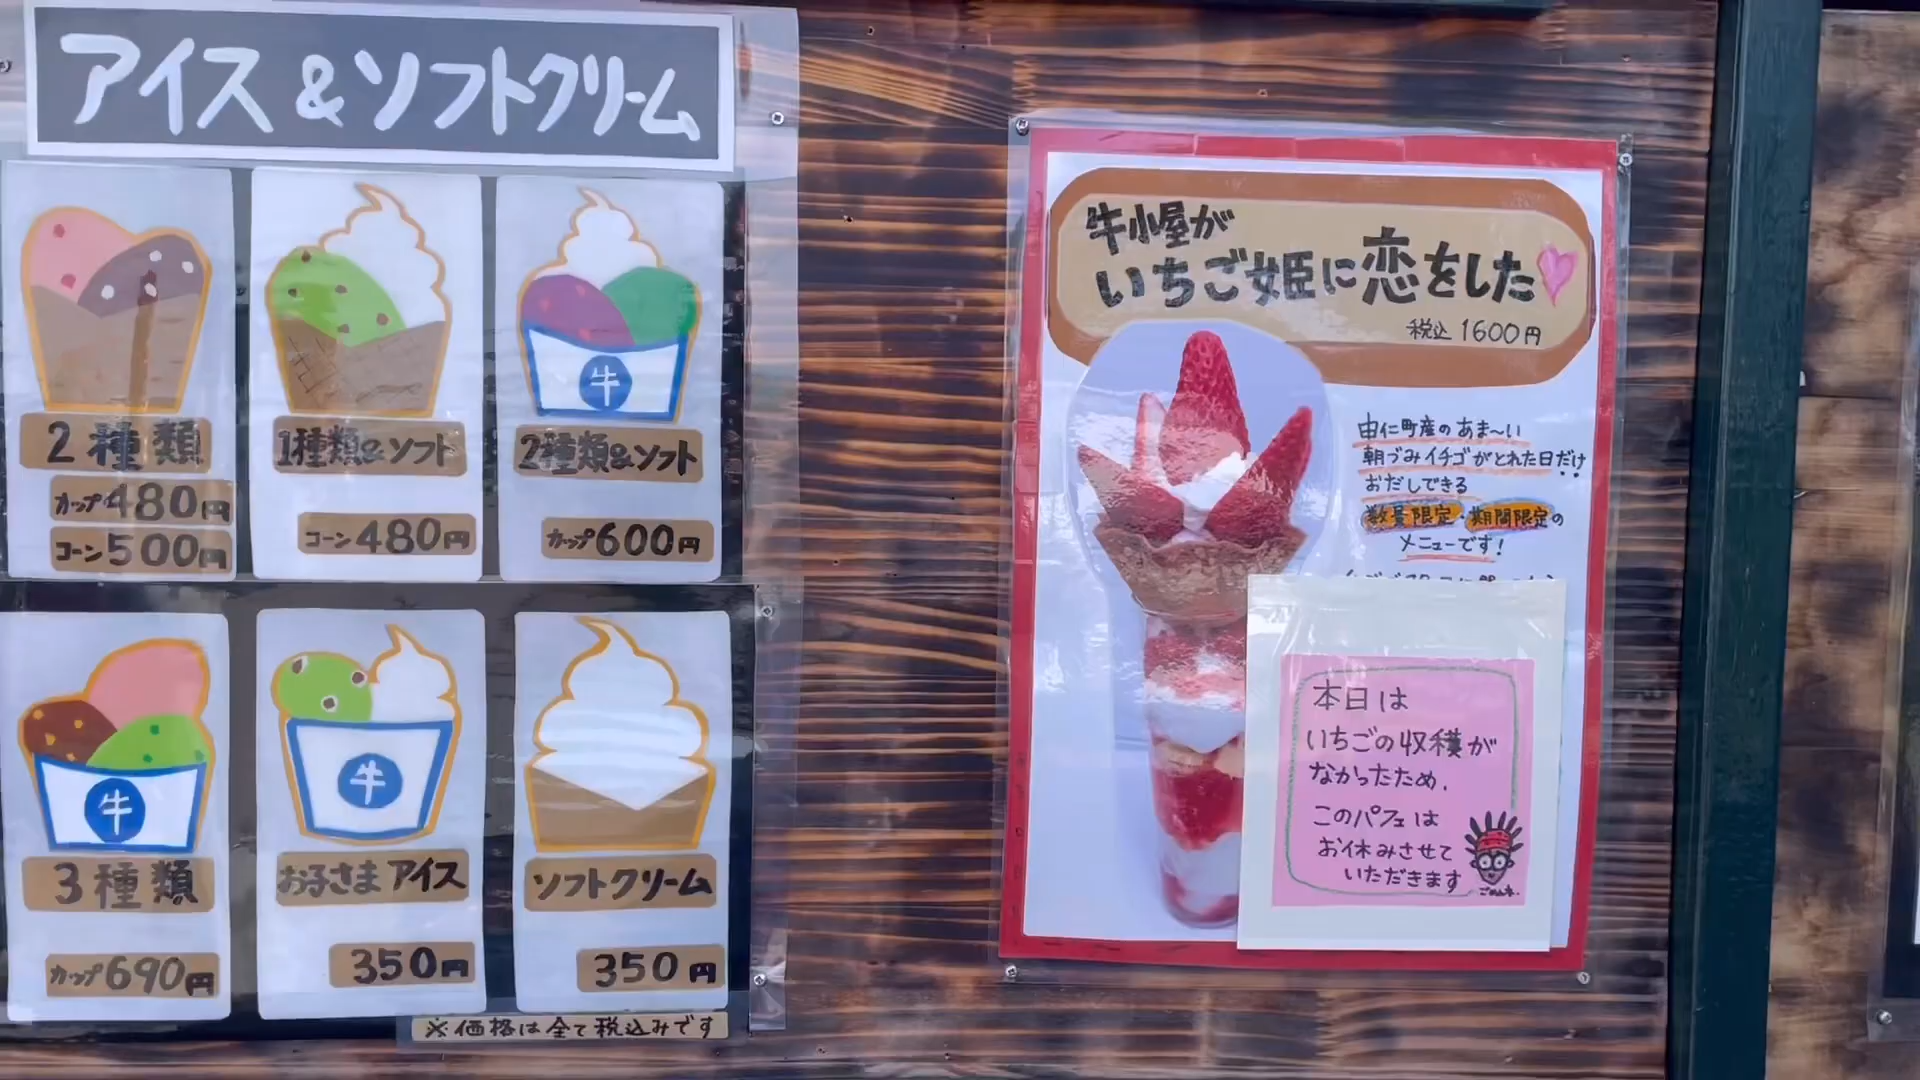 アイス&ソフトクリーム
2種類
カップ480円
コーン500円
1種類&ソフト
コーン480円
牛
2種類&ソフト
カップ600円
牛
3種類
カップ690円
牛
お子さまアイス
350円
ソフトクリーム
350円
※価格は全て税込みです
牛小屋が
いちご姫に恋をした
税込1600円
由仁町産のあま〜い
朝づみイチゴがとれた日だけ
おだしできる
数量限定・期間限定の
メニューです!
本日は
いちごの収穫が
なかったため、
このパフェは
お休みさせて
いただきます